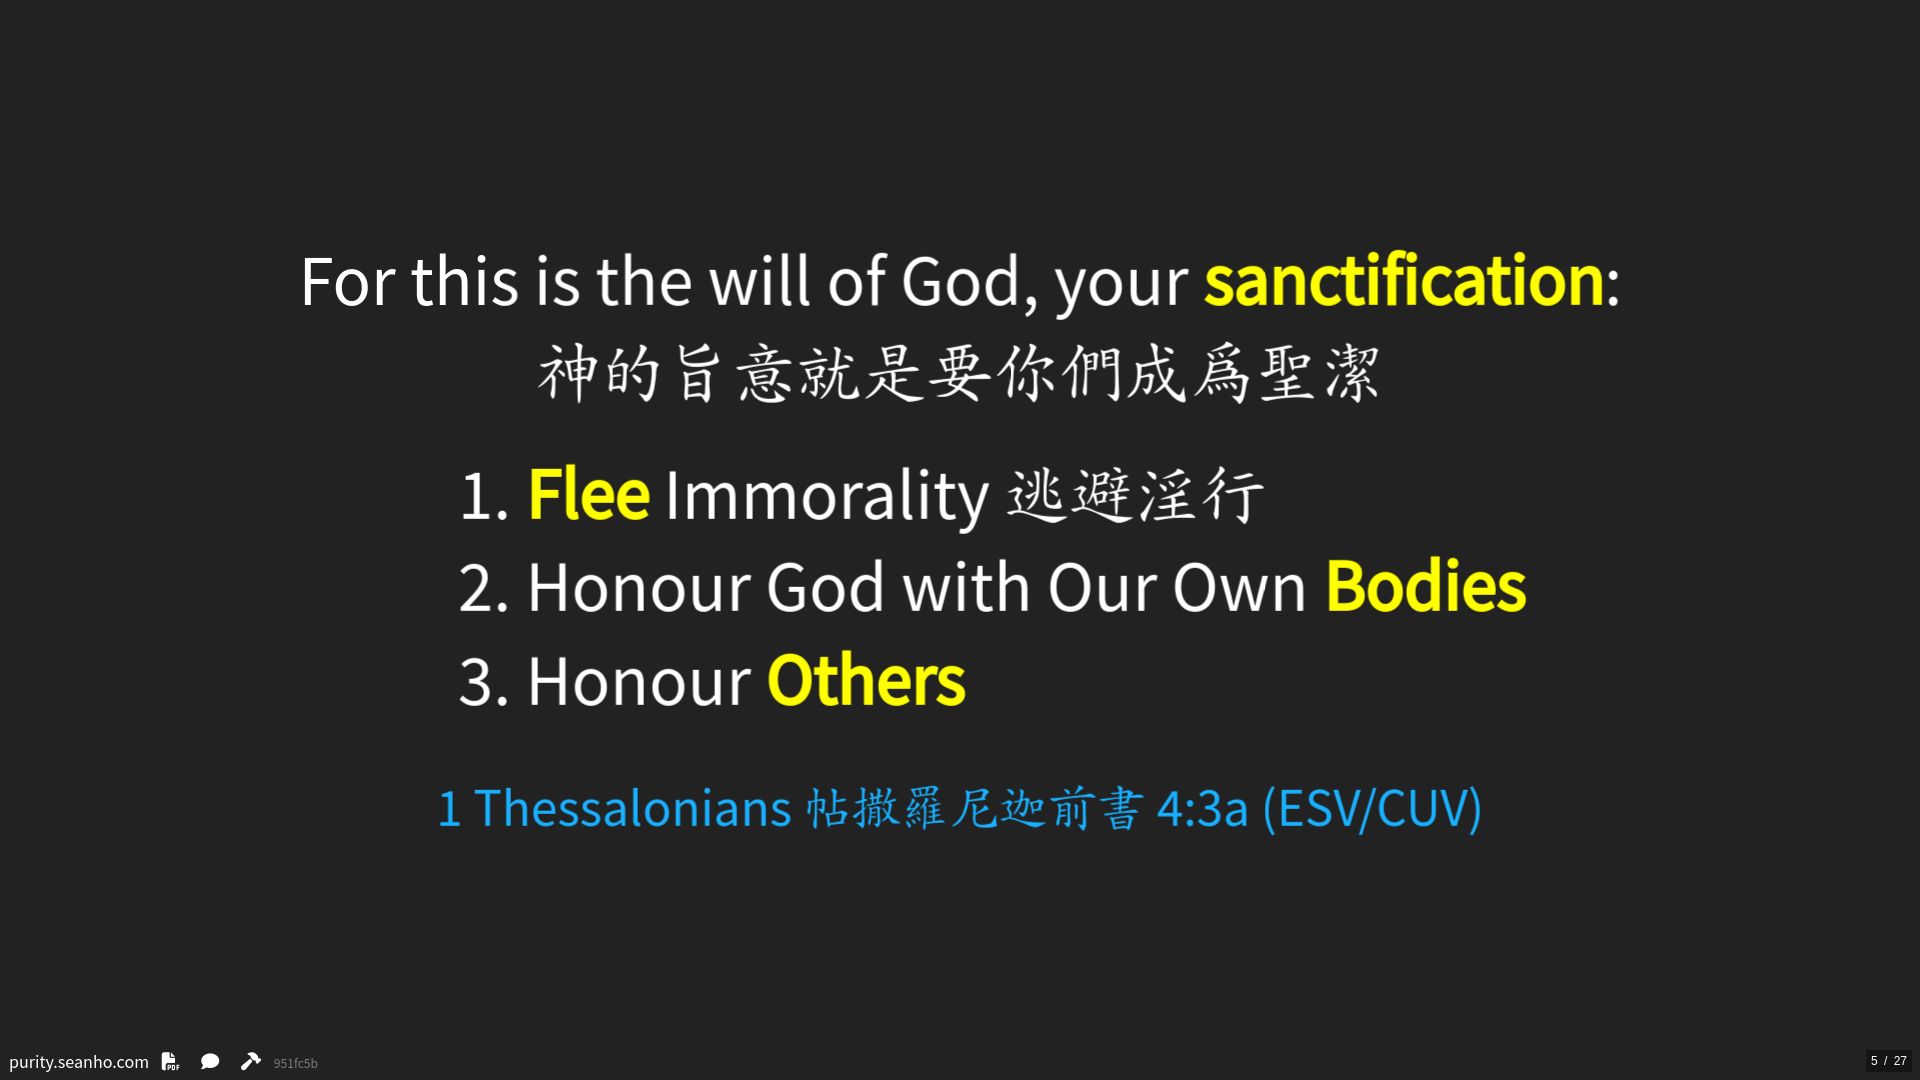 For this is the will of God, your sanctification:
神的旨意就是要你們成爲聖潔
1. Flee Immorality 逃避淫行
2. Honour God with Our Own Bodies
3. Honour Others
1 Thessalonians 帖撒羅尼迦前書 4:3a (ESV/CUV)
purity.seanho.com PDF 951fc5b
5 / 27